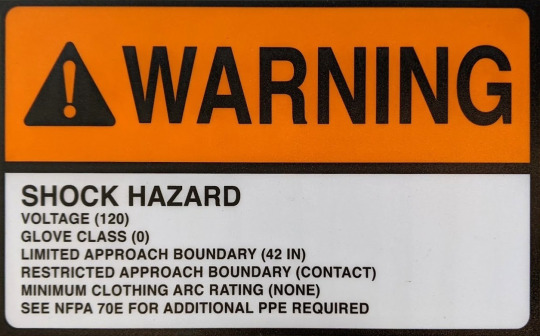 WARNING
SHOCK HAZARD
VOLTAGE (120)
GLOVE CLASS (0)
LIMITED APPROACH BOUNDARY (42 IN)
RESTRICTED APPROACH BOUNDARY (CONTACT)
MINIMUM CLOTHING ARC RATING (NONE)
SEE NFPA 70E FOR ADDITIONAL PPE REQUIRED